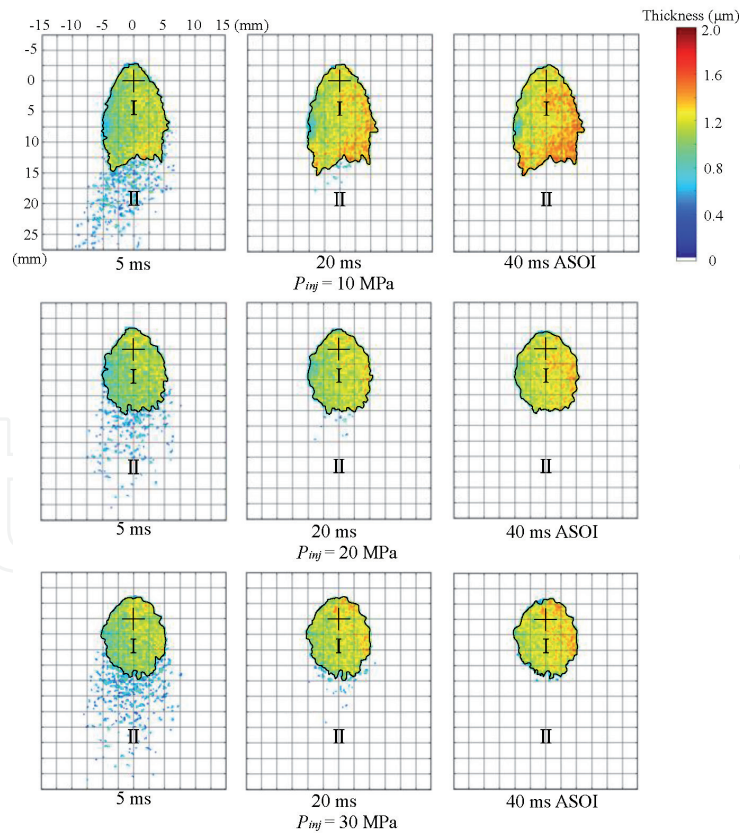 -15 -10 -5 0 5 10 15 (mm)
Thickness (μm)
-5
0
5
10
15
20
25
(mm)
2.0
1.6
1.2
0.8
0.4
0
I
II
5 ms
I
II
20 ms
I
II
40 ms ASOI
Pinj = 10 MPa
I
II
5 ms
I
II
20 ms
I
II
40 ms ASOI
Pinj = 20 MPa
I
II
5 ms
I
II
20 ms
I
II
40 ms ASOI
Pinj = 30 MPa